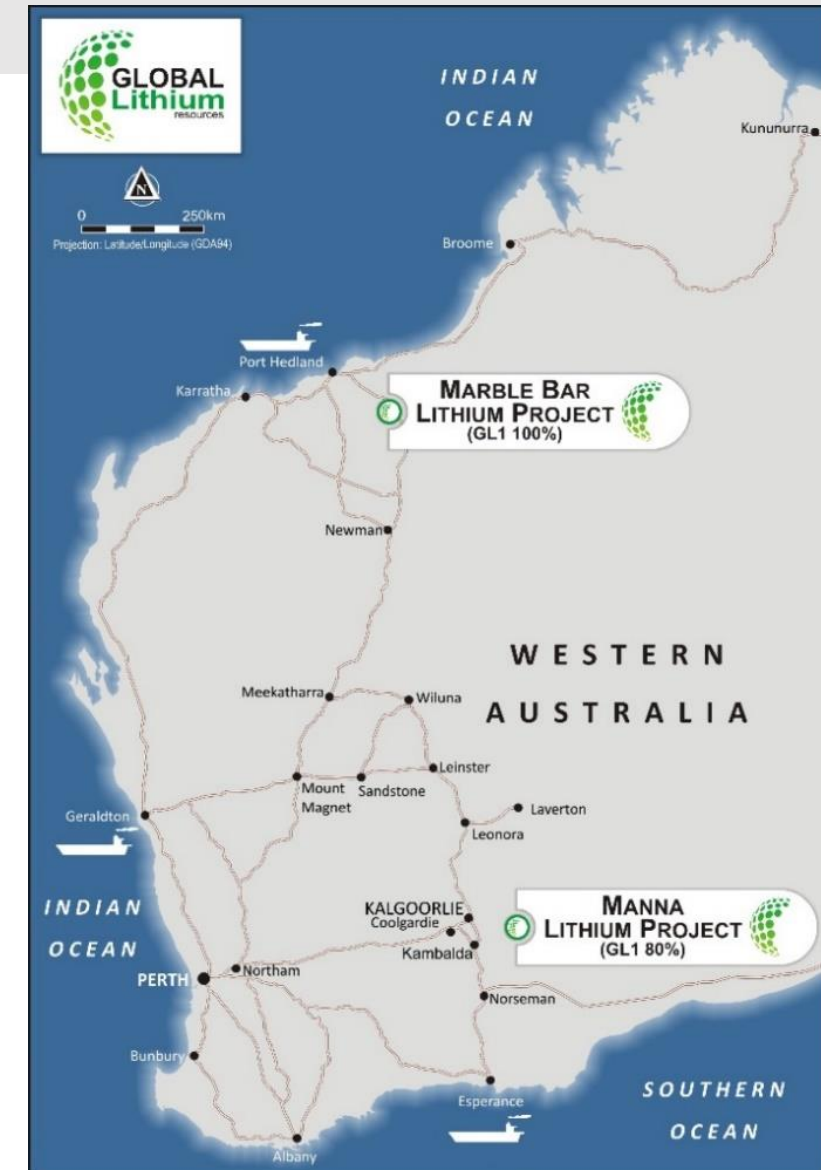 GLOBAL
Lithium
resources
INDIAN
OCEAN
Kununurra
N
0 250km
Projection: Latitude/Longitude (GDA94)
Broome
Port Hedland
Karratha
MARBLE BAR
LITHIUM PROJECT
(GL1 100%)
Newman
WESTERN
AUSTRALIA
Meekatharra
Wiluna
Leinster
Mount
Magnet
Sandstone
Laverton
Geraldton
Leonora
INDIAN
OCEAN
KALGOORLIE
Coolgardie
Kambalda
MANNA
LITHIUM PROJECT
(GL1 80%)
PERTH
Northam
Norseman
Bunbury
Esperance
SOUTHERN
OCEAN
Albany